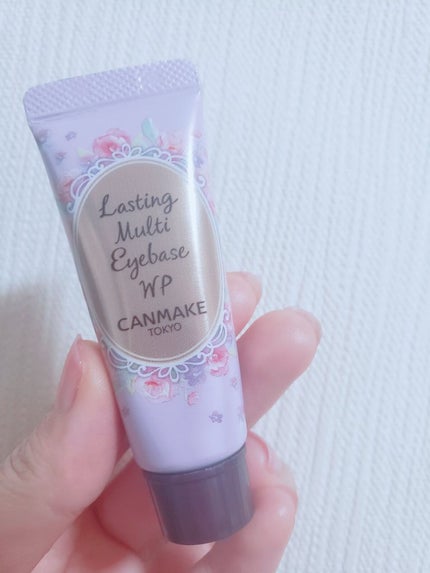 Lasting
Multi
Eyebase
WP
CANMAKE
TOKYO